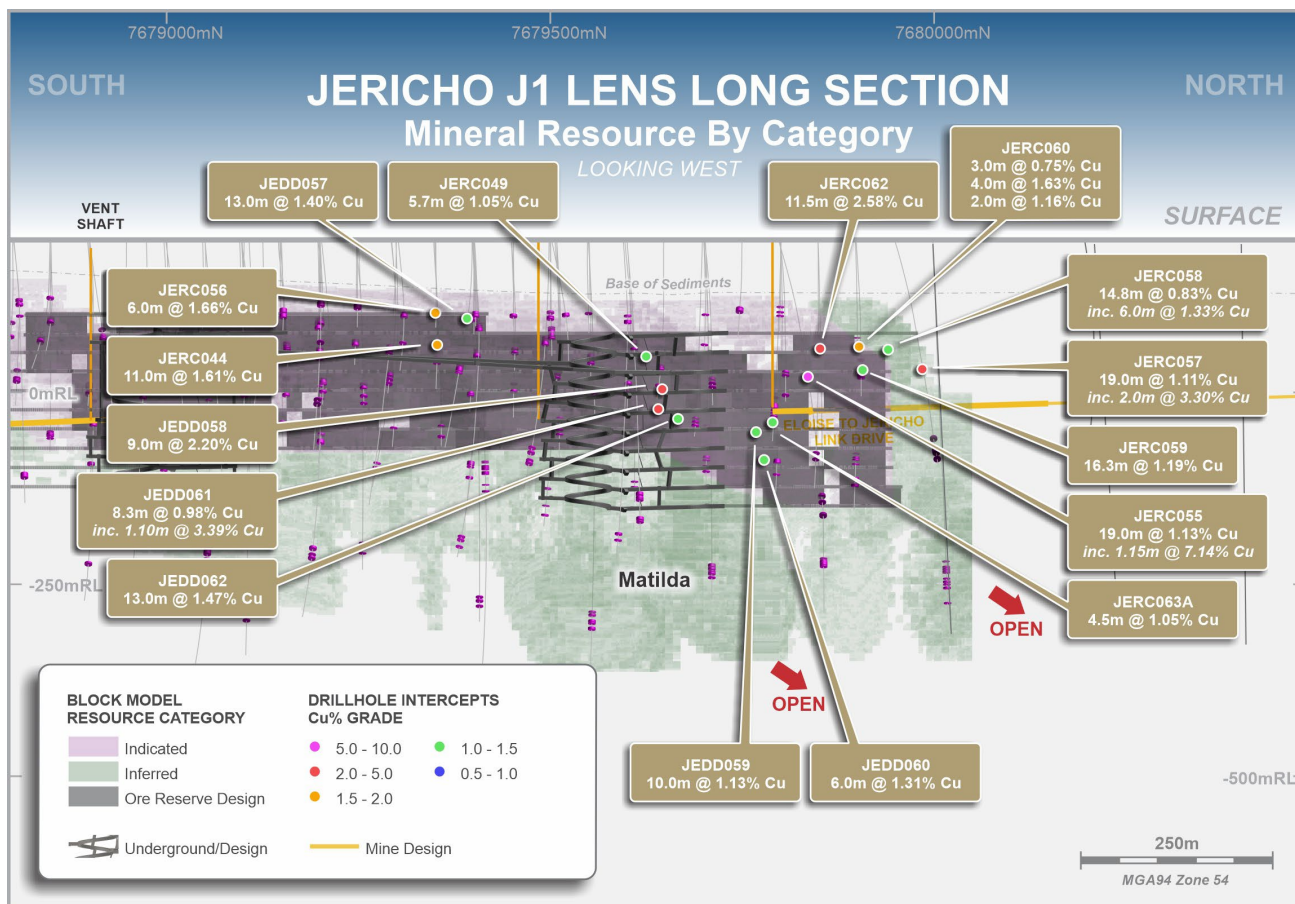 7679000mN
7679500mN
7680000mN
SOUTH
JERICHO J1 LENS LONG SECTION
NORTH
Mineral Resource By Category
LOOKING WEST
JEDD057
13.0m @ 1.40% Cu
JERC049
5.7m @ 1.05% Cu
JERC062
11.5m @ 2.58% Cu
JERC060
3.0m @ 0.75% Cu
4.0m @ 1.63% Cu
2.0m @ 1.16% Cu
VENT
SHAFT
SURFACE
Base of Sediments
JERC056
6.0m @ 1.66% Cu
JERC058
14.8m @ 0.83% Cu
inc. 6.0m @ 1.33% Cu
JERC044
11.0m @ 1.61% Cu
JERC057
19.0m @ 1.11% Cu
inc. 2.0m @ 3.30% Cu
0mRL
JEDD058
9.0m @ 2.20% Cu
ELOISE TO JERICHO
LINK DRIVE
JERC059
16.3m @ 1.19% Cu
JEDD061
8.3m @ 0.98% Cu
inc. 1.10m @ 3.39% Cu
JERC055
19.0m @ 1.13% Cu
inc. 1.15m @ 7.14% Cu
JEDD062
13.0m @ 1.47% Cu
-250mRL
Matilda
JERC063A
4.5m @ 1.05% Cu
OPEN
OPEN
BLOCK MODEL
RESOURCE CATEGORY
Indicated
Inferred
Ore Reserve Design
Underground/Design
DRILLHOLE INTERCEPTS
Cu% GRADE
5.0 - 10.0
2.0 - 5.0
1.5 - 2.0
1.0 - 1.5
0.5 - 1.0
Mine Design
JEDD059
10.0m @ 1.13% Cu
JEDD060
6.0m @ 1.31% Cu
-500mRL
250m
MGA94 Zone 54